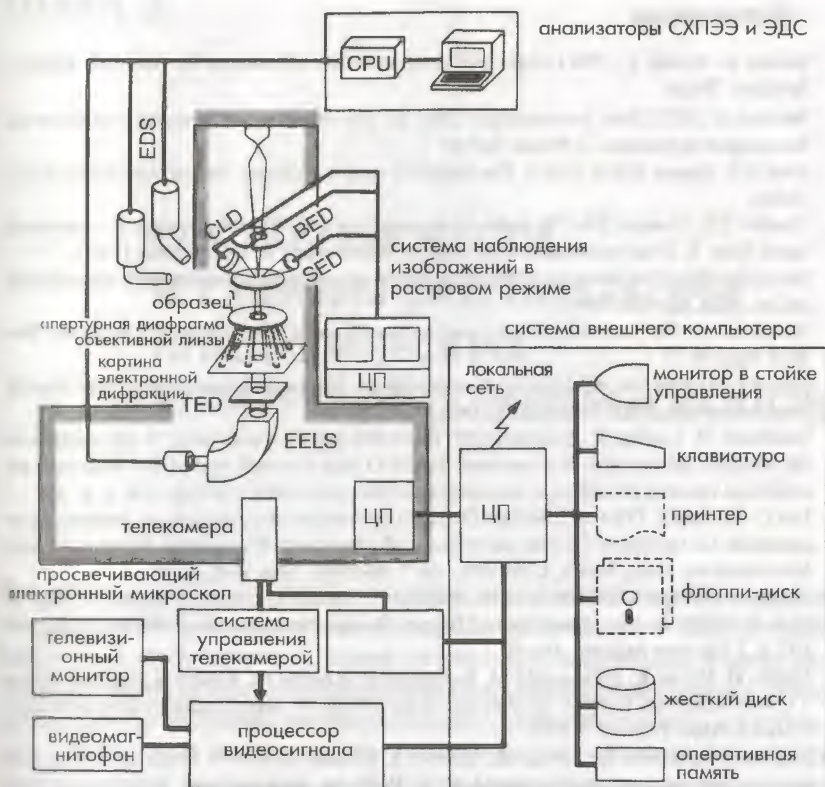 анализаторы СХПЭЭ и ЭДС
CPU
EDS
CLD
BED
SED
система наблюдения
изображений в
растровом режиме
образец
апертурная диафрагма
объективной линзы
ЦП
картина
электронной
дифракции
TED
EELS
система внешнего компьютера
локальная
сеть
монитор в стойке
управления
клавиатура
ЦП
ЦП
принтер
телекамера
просвечивающий
электронный микроскоп
флоппи-диск
телевизи-
онный
монитор
система
управления
телекамерой
жесткий диск
видеомаг-
нитофон
процессор
видеосигнала
оперативная
память